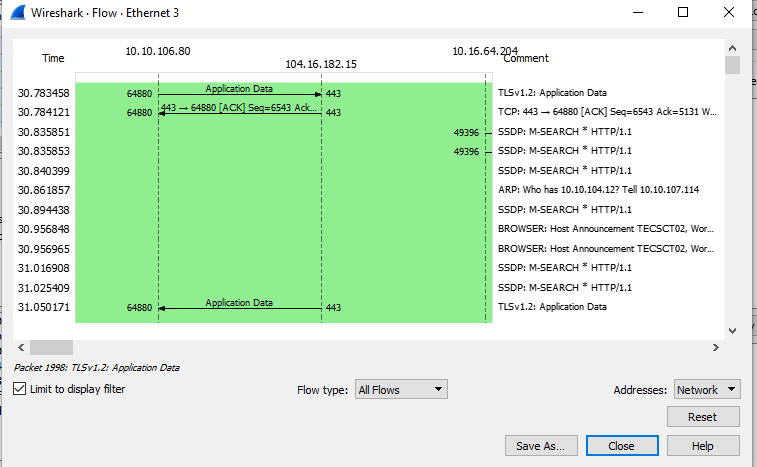 Wireshark · Flow · Ethernet 3
Time 10.10.106.80 104.16.182.15 10.16.64.204 Comment
30.783458 64880 Application Data 443 TLSv1.2: Application Data
30.784121 64880 443 → 64880 [ACK] Seq=6543 Ack... 443 TCP: 443 → 64880 [ACK] Seq=6543 Ack=5131 W...
30.835851 49396 SSDP: M-SEARCH * HTTP/1.1
30.835853 49396 SSDP: M-SEARCH * HTTP/1.1
30.840399 SSDP: M-SEARCH * HTTP/1.1
30.861857 ARP: Who has 10.10.104.12? Tell 10.10.107.114
30.894438 SSDP: M-SEARCH * HTTP/1.1
30.956848 BROWSER: Host Announcement TECSCT02, Wor...
30.956965 BROWSER: Host Announcement TECSCT02, Wor...
31.016908 SSDP: M-SEARCH * HTTP/1.1
31.025409 SSDP: M-SEARCH * HTTP/1.1
31.050171 64880 Application Data 443 TLSv1.2: Application Data
Packet 1998: TLSv1.2: Application Data
Limit to display filter Flow type: All Flows Addresses: Network
Reset
Save As... Close Help